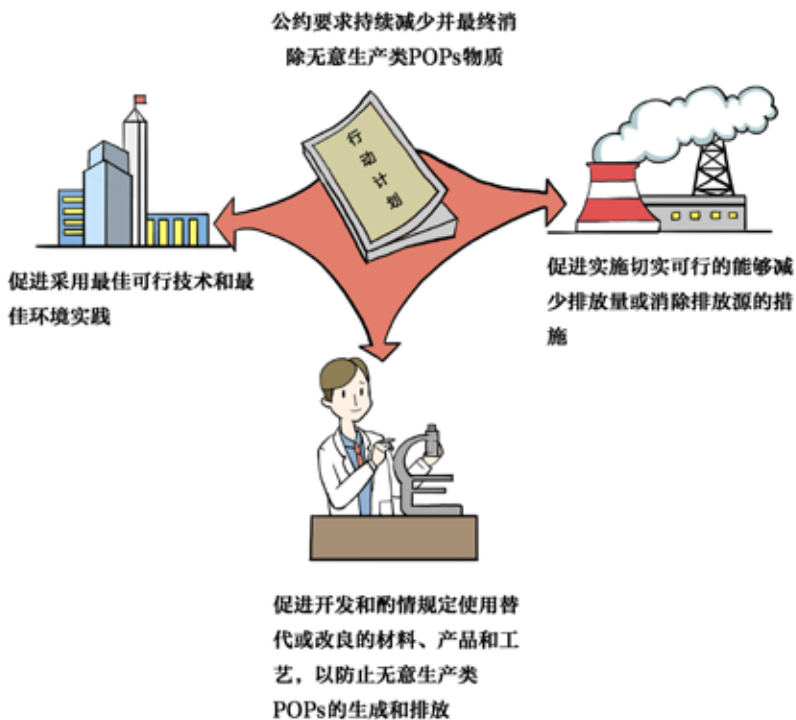 公约要求持续减少并最终消
除无意生产类POPs物质
行动计划
促进采用最佳可行技术和最
佳环境实践
促进实施切实可行的能够减
少排放量或消除排放源的措
施
促进开发和酌情规定使用替
代或改良的材料、产品和工
艺，以防止无意生产类
POPs的生成和排放